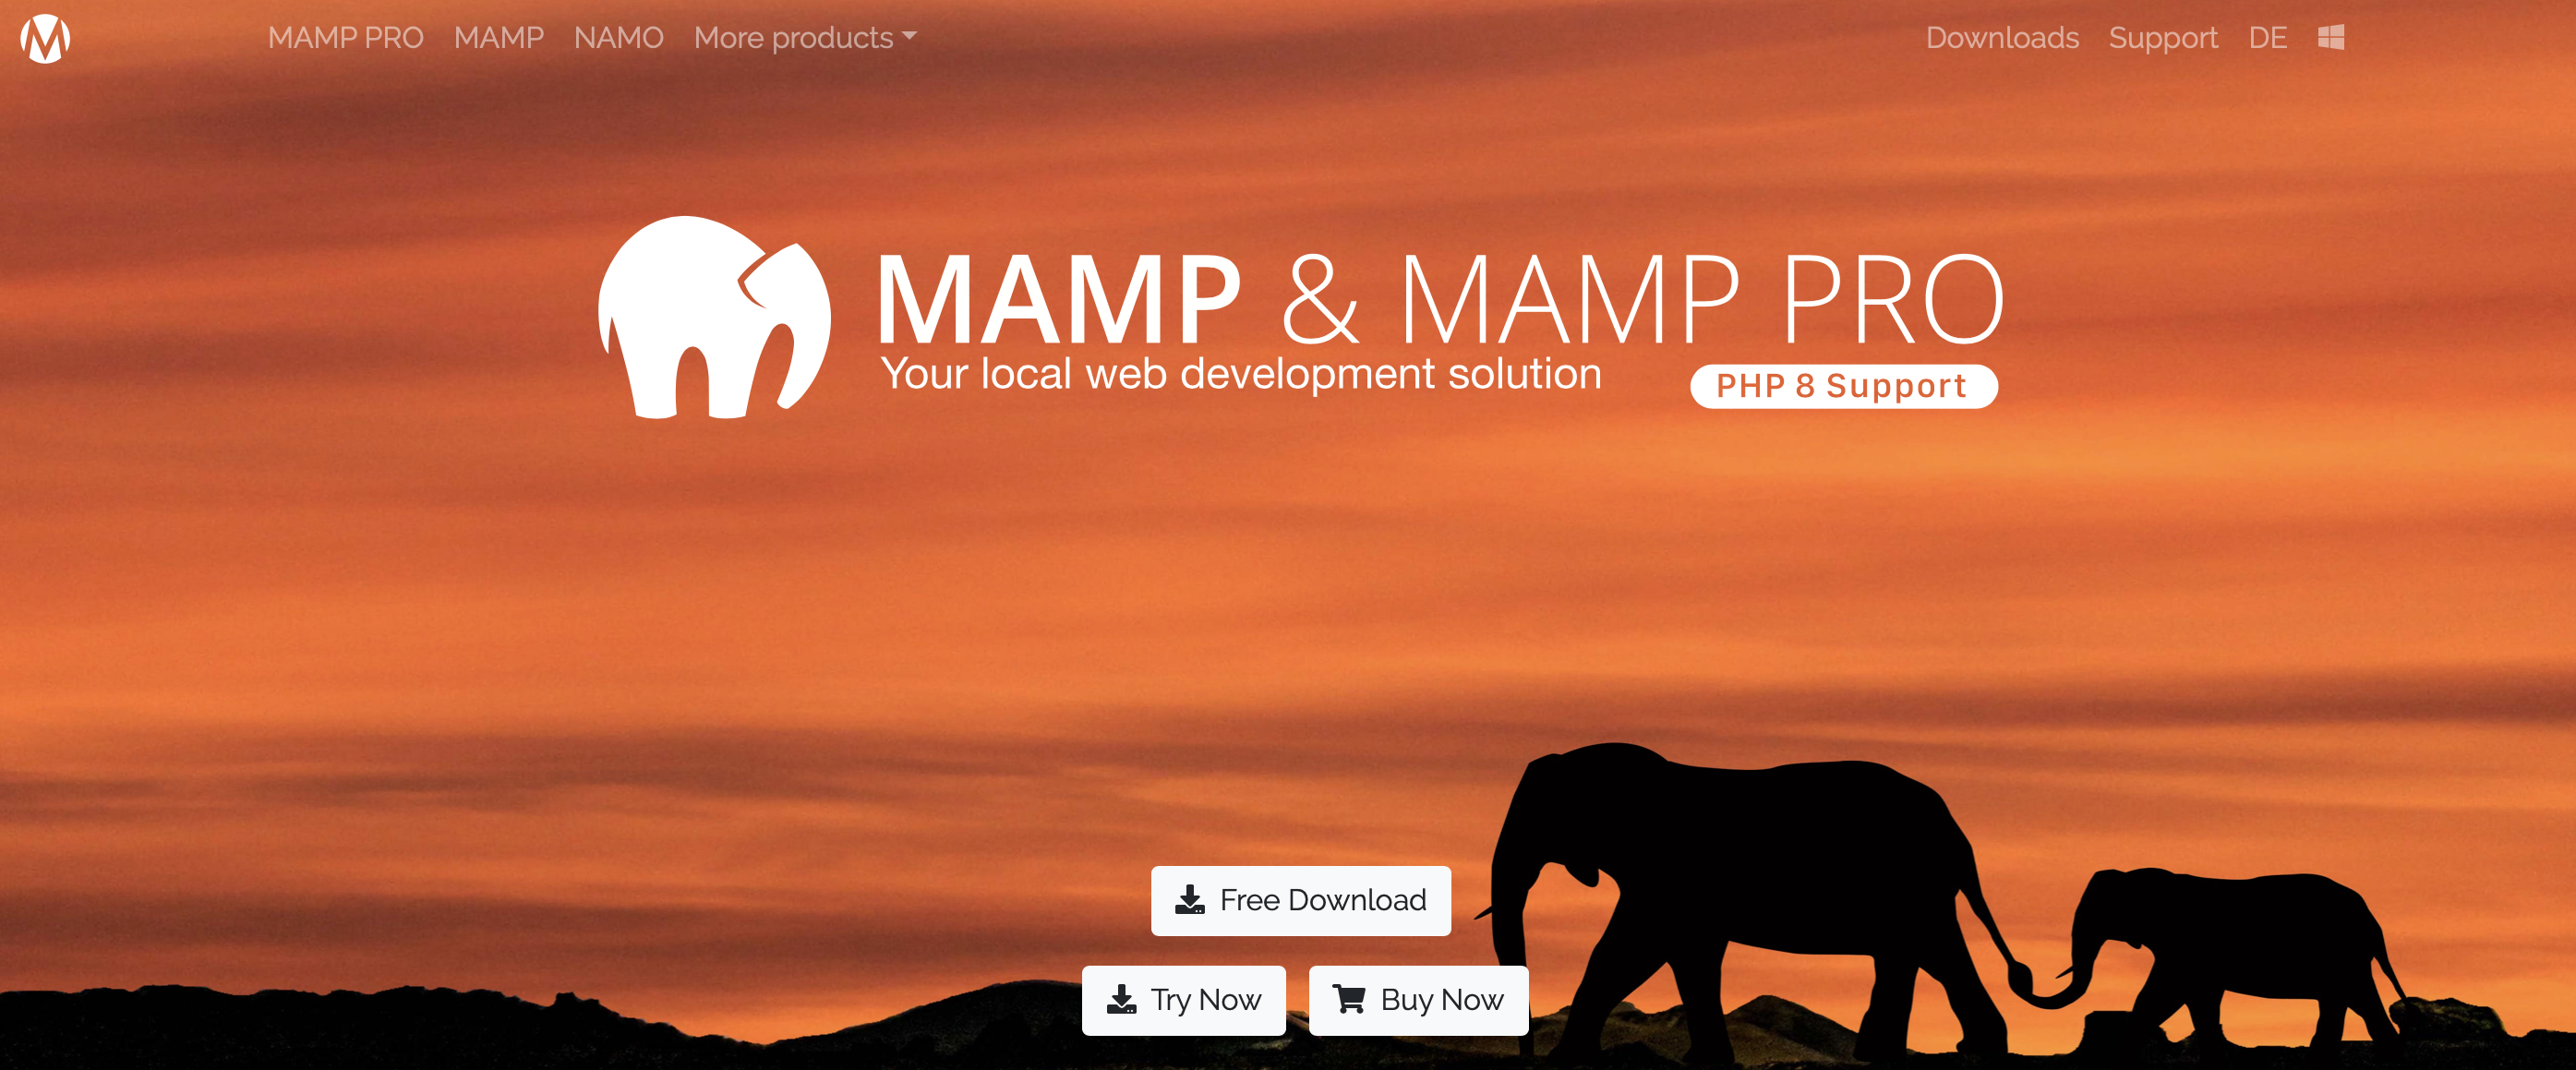 M
MAMP PRO MAMP NAMO More products
Downloads Support DE
MAMP & MAMP PRO
Your local web development solution
PHP 8 Support
Free Download
Try Now
Buy Now